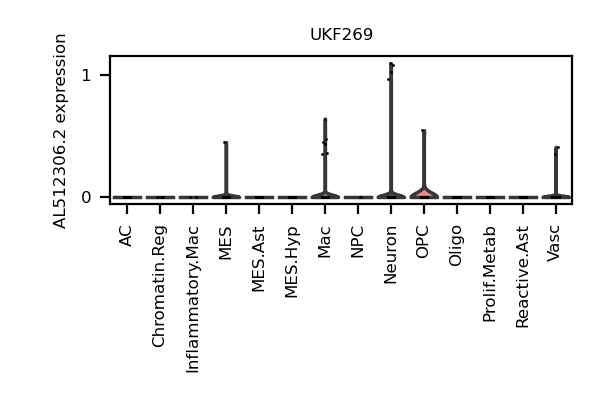 UKF269
AL512306.2 expression
1
0
AC
Chromatin.Reg
Inflammatory.Mac
MES
MES.Ast
MES.Hyp
Mac
NPC
Neuron
OPC
Oligo
Prolif.Metab
Reactive.Ast
Vasc